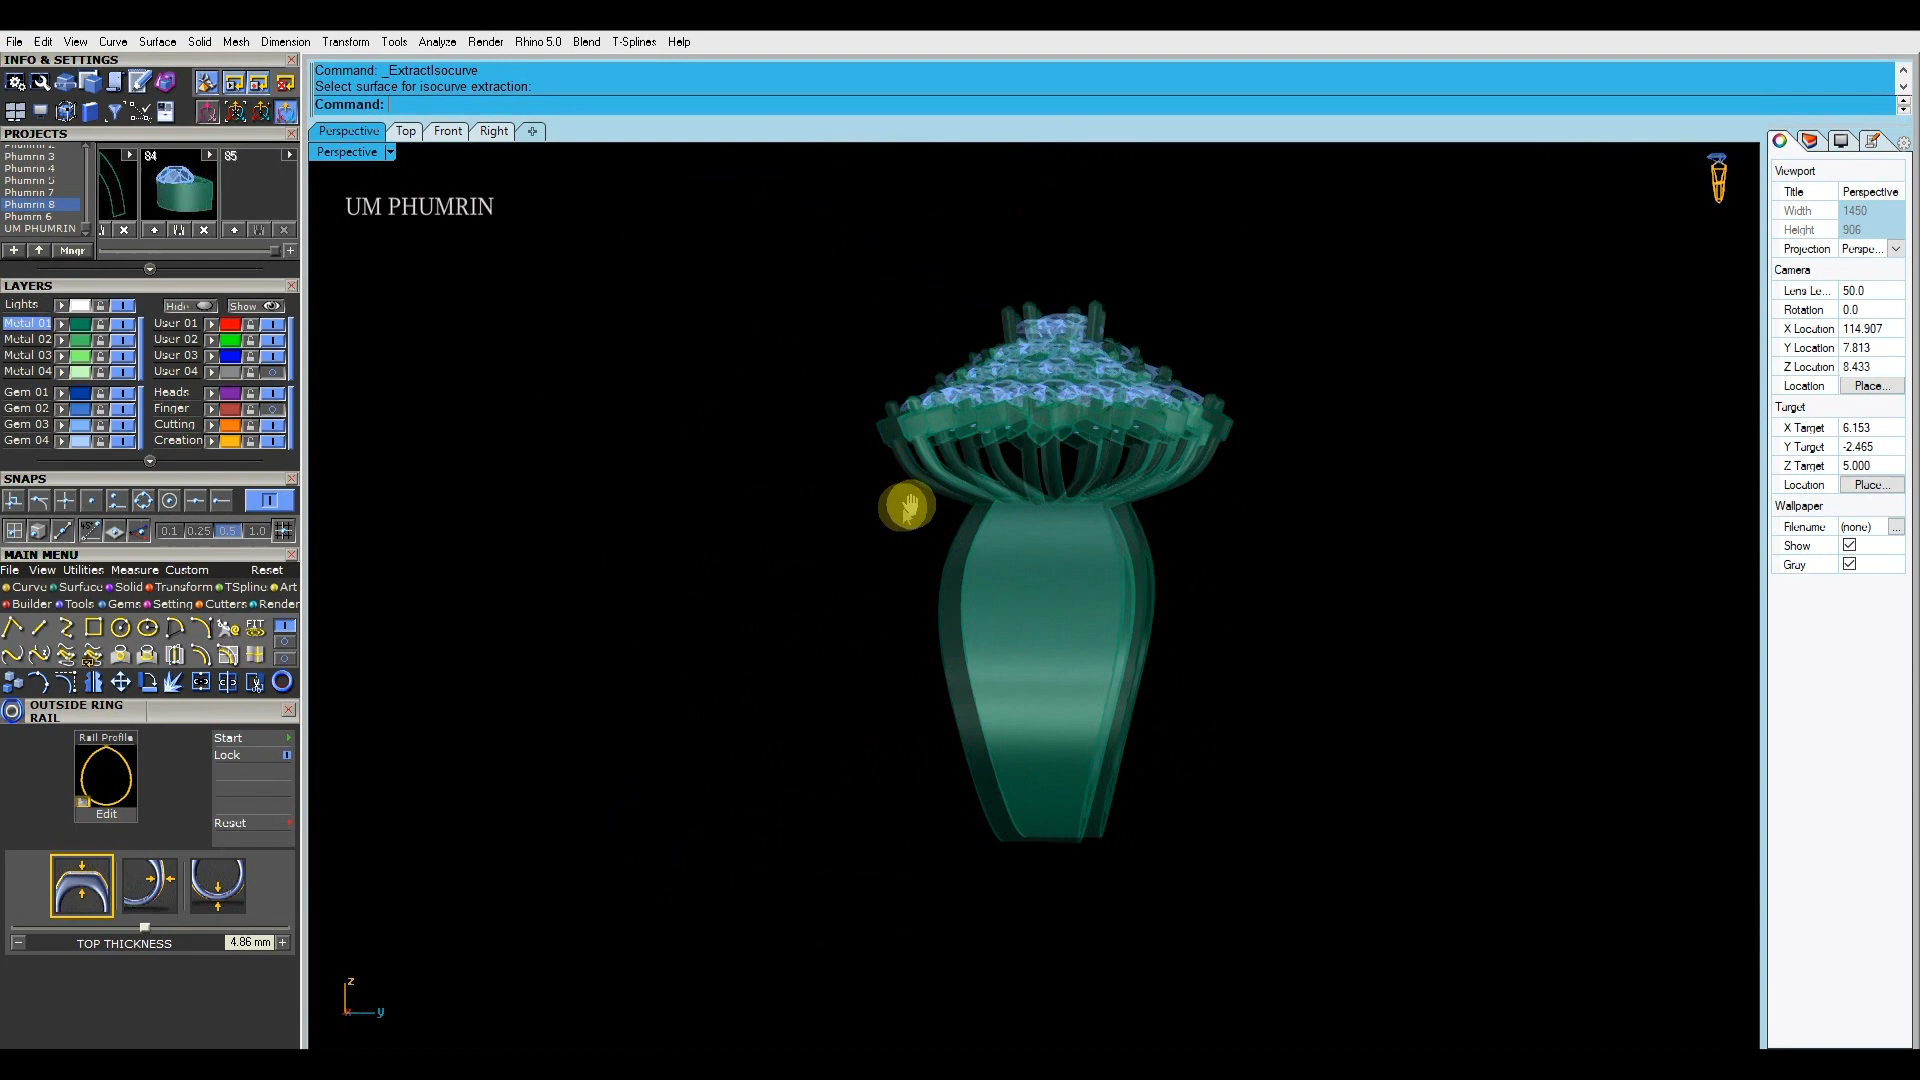 File Edit View Curve Surface Solid Mesh Dimension Transform Tools Analyze Render Rhino 5.0 Blend T-Splines Help
INFO & SETTINGS
Command: _ExtractIsocurve
Select surface for isocurve extraction:
Command:
Perspective Top Front Right
Perspective
UM PHUMRIN
PROJECTS
Phumrin 3
Phumrin 4
Phumrin 5
Phumrin 7
Phumrin 8
Phumrn 6
UM PHUMRIN
84 85
Mngr
LAYERS
Lights Hide Show
Metal 01 User 01
Metal 02 User 02
Metal 03 User 03
Metal 04 User 04
Gem 01 Heads
Gem 02 Finger
Gem 03 Cutting
Gem 04 Creation
SNAPS
0.1 0.25 0.5 1.0
MAIN MENU
File View Utilities Measure Custom Reset
Curve Surface Solid Transform TSpline Art
Builder Tools Gems Setting Cutters Render
FIT
OUTSIDE RING
RAIL
Rail Profile
Edit
Start
Lock
Reset
TOP THICKNESS 4.86 mm
z
y
Viewport
Title Perspective
Width 1450
Height 906
Projection Perspe...
Camera
Lens Le... 50.0
Rotation 0.0
X Location 114.907
Y Location 7.813
Z Location 8.433
Location Place...
Target
X Target 6.153
Y Target -2.465
Z Target 5.000
Location Place...
Wallpaper
Filename (none) ...
Show
Gray